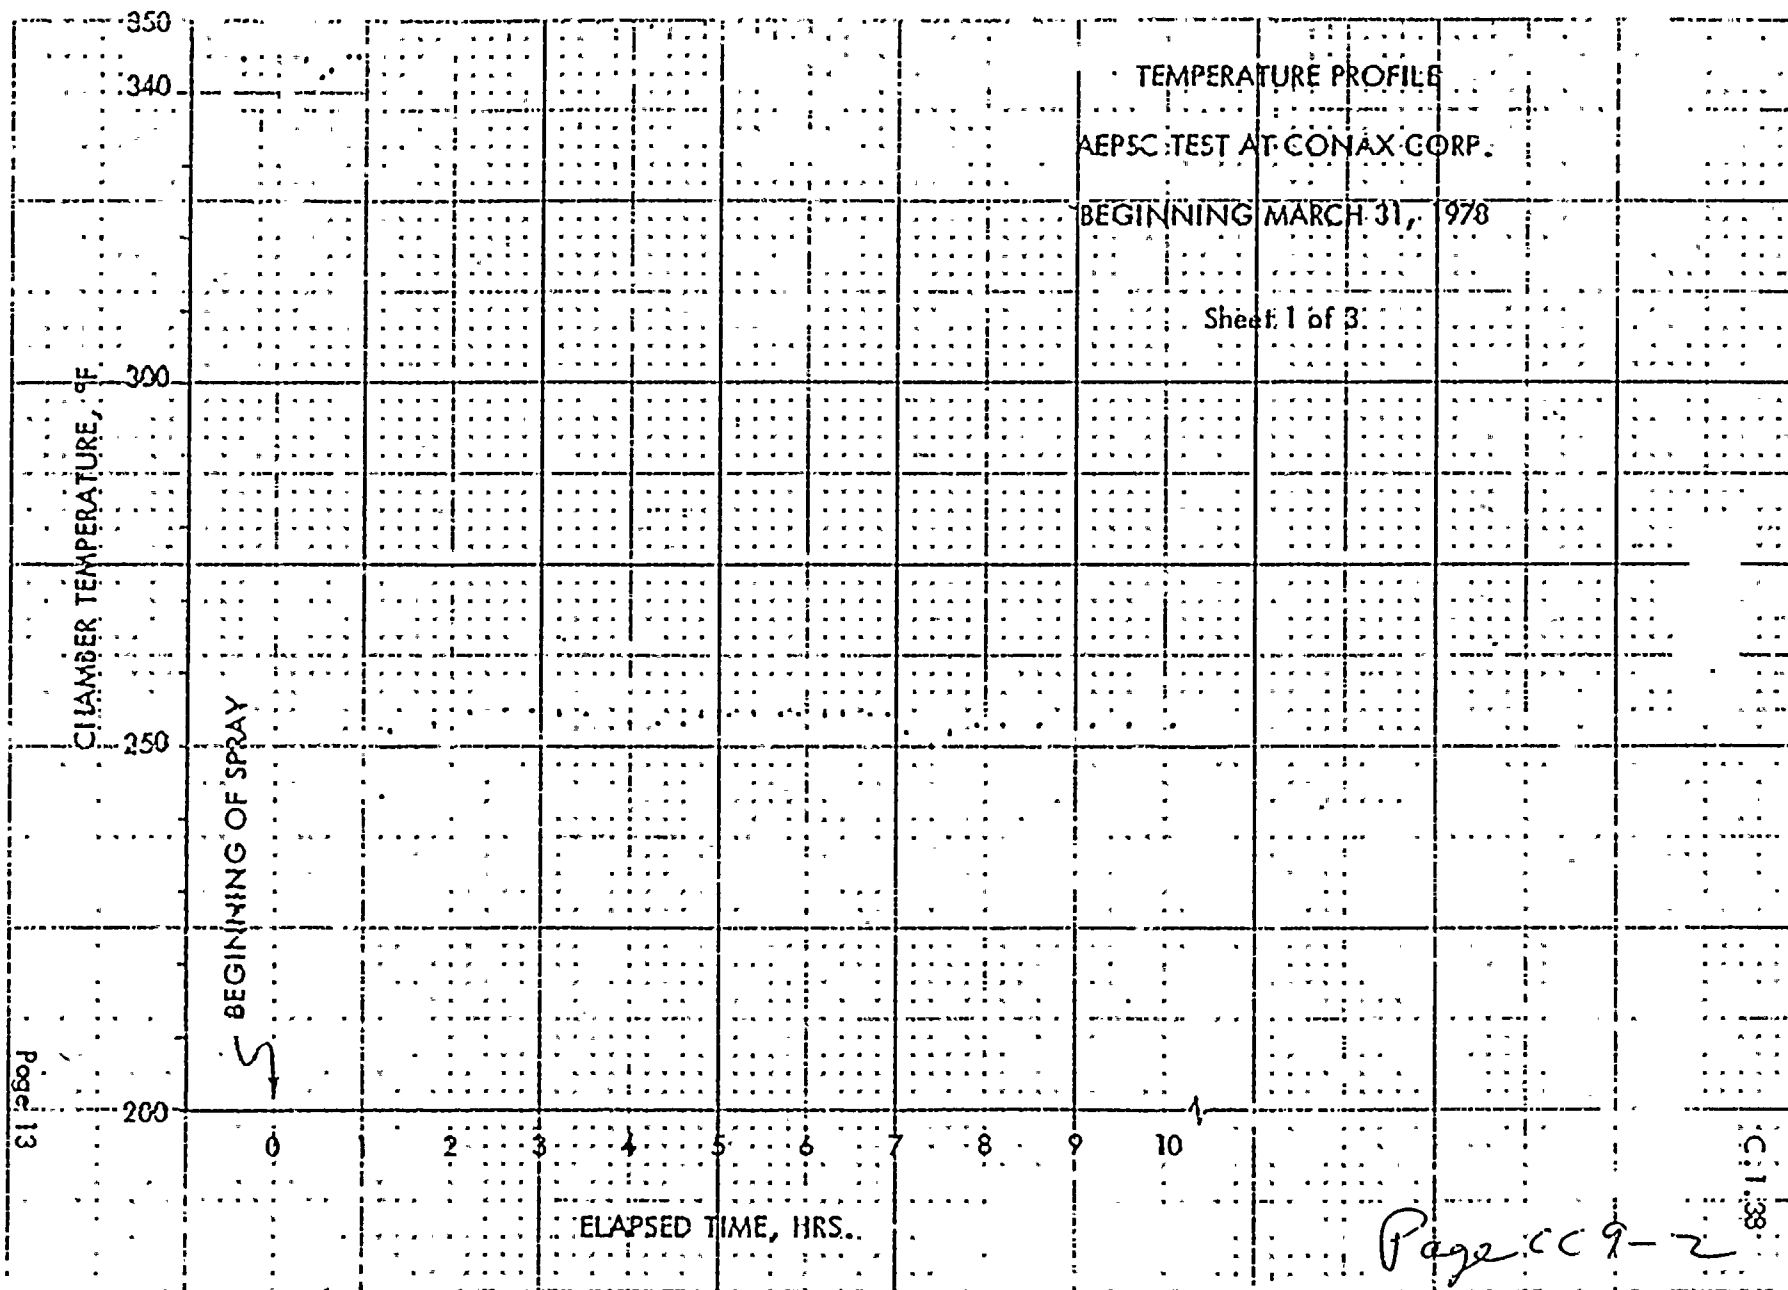 TEMPERATURE PROFILE
AEPSC TEST AT CONAX CORP.
BEGINNING MARCH 31, 1978
Sheet 1 of 3
CHAMBER TEMPERATURE, °F
350
340
300
250
200
BEGINNING OF SPRAY
0 1 2 3 4 5 6 7 8 9 10
ELAPSED TIME, HRS.
Page 13
C:1.38
Page CC 9-2